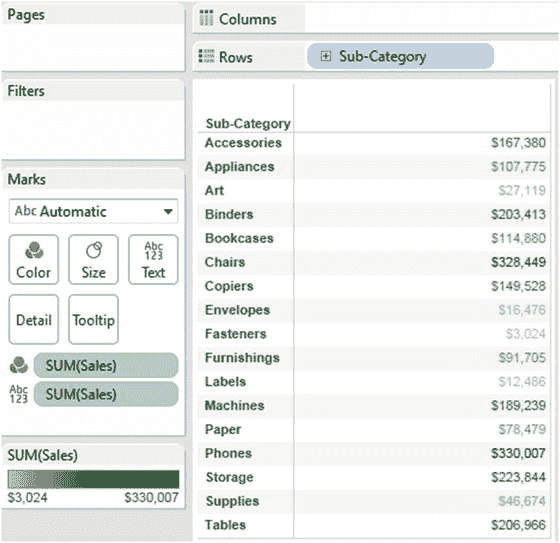 Pages
Columns
Rows
Sub-Category
Filters
Marks
Abc Automatic
Color
Size
Abc
123
Text
Detail
Tooltip
SUM(Sales)
Abc
123
SUM(Sales)
SUM(Sales)
$3,024 $330,007
Sub-Category
Accessories $167,380
Appliances $107,775
Art $27,119
Binders $203,413
Bookcases $114,880
Chairs $328,449
Copiers $149,528
Envelopes $16,476
Fasteners $3,024
Furnishings $91,705
Labels $12,486
Machines $189,239
Paper $78,479
Phones $330,007
Storage $223,844
Supplies $46,674
Tables $206,966